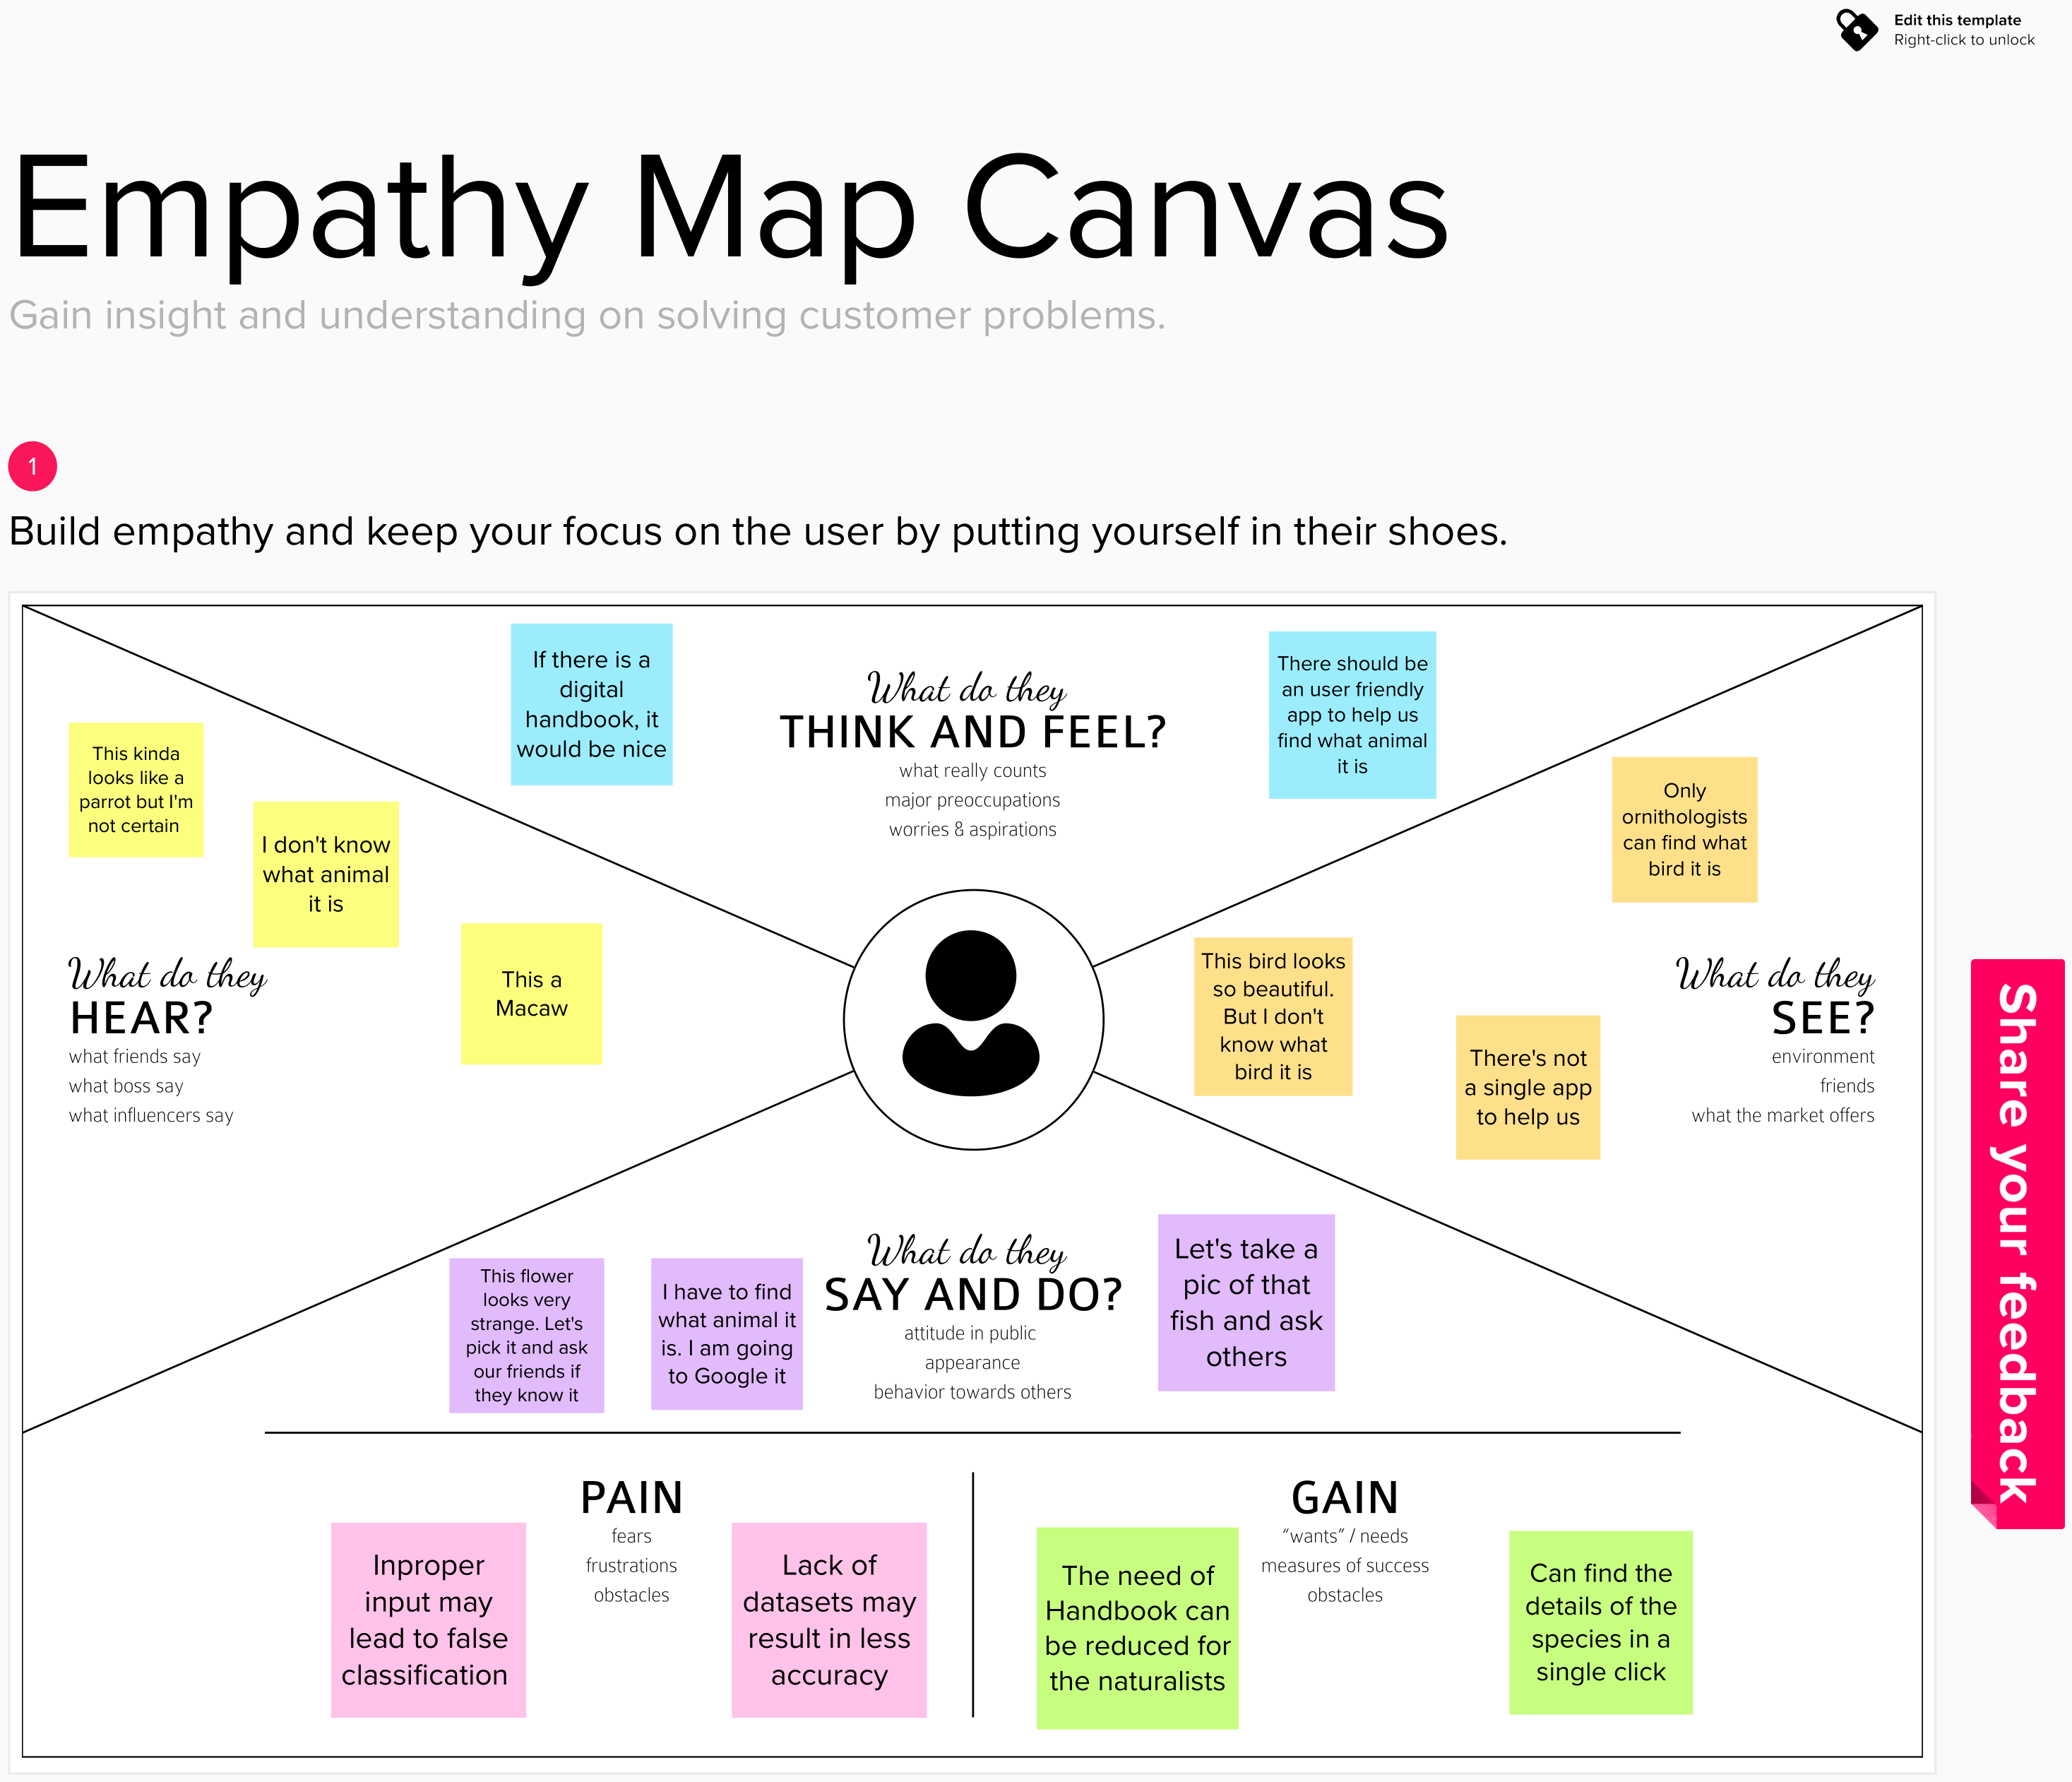 Edit this template
Right-click to unlock
Empathy Map Canvas
Gain insight and understanding on solving customer problems.
1
Build empathy and keep your focus on the user by putting yourself in their shoes.
If there is a
digital
handbook, it
would be nice
What do they
THINK AND FEEL?
what really counts
major preoccupations
worries & aspirations
There should be
an user friendly
app to help us
find what animal
it is
This kinda
looks like a
parrot but I'm
not certain
I don't know
what animal
it is
This a
Macaw
What do they
HEAR?
what friends say
what boss say
what influencers say
Only
ornithologists
can find what
bird it is
This bird looks
so beautiful.
But I don't
know what
bird it is
There's not
a single app
to help us
What do they
SEE?
environment
friends
what the market offers
Share your feedback
This flower
looks very
strange. Let's
pick it and ask
our friends if
they know it
I have to find
what animal it
is. I am going
to Google it
What do they
SAY AND DO?
attitude in public
appearance
behavior towards others
Let's take a
pic of that
fish and ask
others
PAIN
fears
frustrations
obstacles
Inproper
input may
lead to false
classification
Lack of
datasets may
result in less
accuracy
GAIN
“wants” / needs
measures of success
obstacles
The need of
Handbook can
be reduced for
the naturalists
Can find the
details of the
species in a
single click